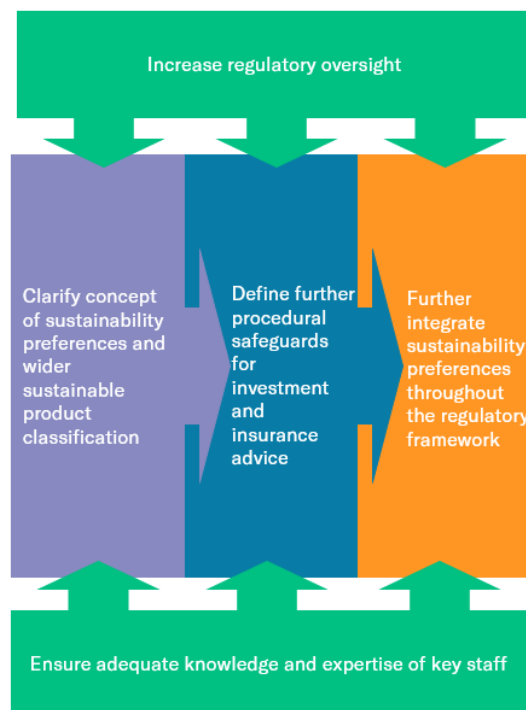 Increase regulatory oversight
Clarify concept
of sustainability
preferences and
wider
sustainable
product
classification
Define further
procedural
safeguards
for
investment
and
insurance
advice
Further
integrate
sustainability
preferences
throughout
the regulatory
framework
Ensure adequate knowledge and expertise of key staff